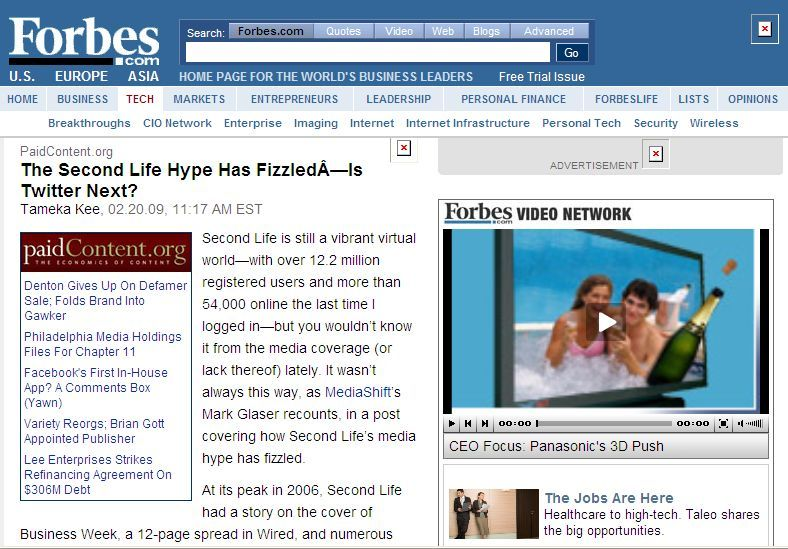 Forbes
.com
Search: Forbes.com Quotes Video Web Blogs Advanced
Go
U.S. EUROPE ASIA HOME PAGE FOR THE WORLD'S BUSINESS LEADERS Free Trial Issue
HOME BUSINESS TECH MARKETS ENTREPRENEURS LEADERSHIP PERSONAL FINANCE FORBESLIFE LISTS OPINIONS
Breakthroughs CIO Network Enterprise Imaging Internet Internet Infrastructure Personal Tech Security Wireless
PaidContent.org
The Second Life Hype Has FizzledÂ—Is
Twitter Next?
Tameka Kee, 02.20.09, 11:17 AM EST
paidContent.org
THE ECONOMICS OF CONTENT
Denton Gives Up On Defamer
Sale; Folds Brand Into
Gawker
Philadelphia Media Holdings
Files For Chapter 11
Facebook's First In-House
App? A Comments Box
(Yawn)
Variety Reorgs; Brian Gott
Appointed Publisher
Lee Enterprises Strikes
Refinancing Agreement On
$306M Debt
Second Life is still a vibrant virtual
world—with over 12.2 million
registered users and more than
54,000 online the last time I
logged in—but you wouldn't know
it from the media coverage (or
lack thereof) lately. It wasn't
always this way, as MediaShift's
Mark Glaser recounts, in a post
covering how Second Life's media
hype has fizzled.
At its peak in 2006, Second Life
had a story on the cover of
Business Week, a 12-page spread in Wired, and numerous
ADVERTISEMENT
Forbes VIDEO NETWORK
00:00 00:00
CEO Focus: Panasonic's 3D Push
The Jobs Are Here
Healthcare to high-tech. Taleo shares
the big opportunities.